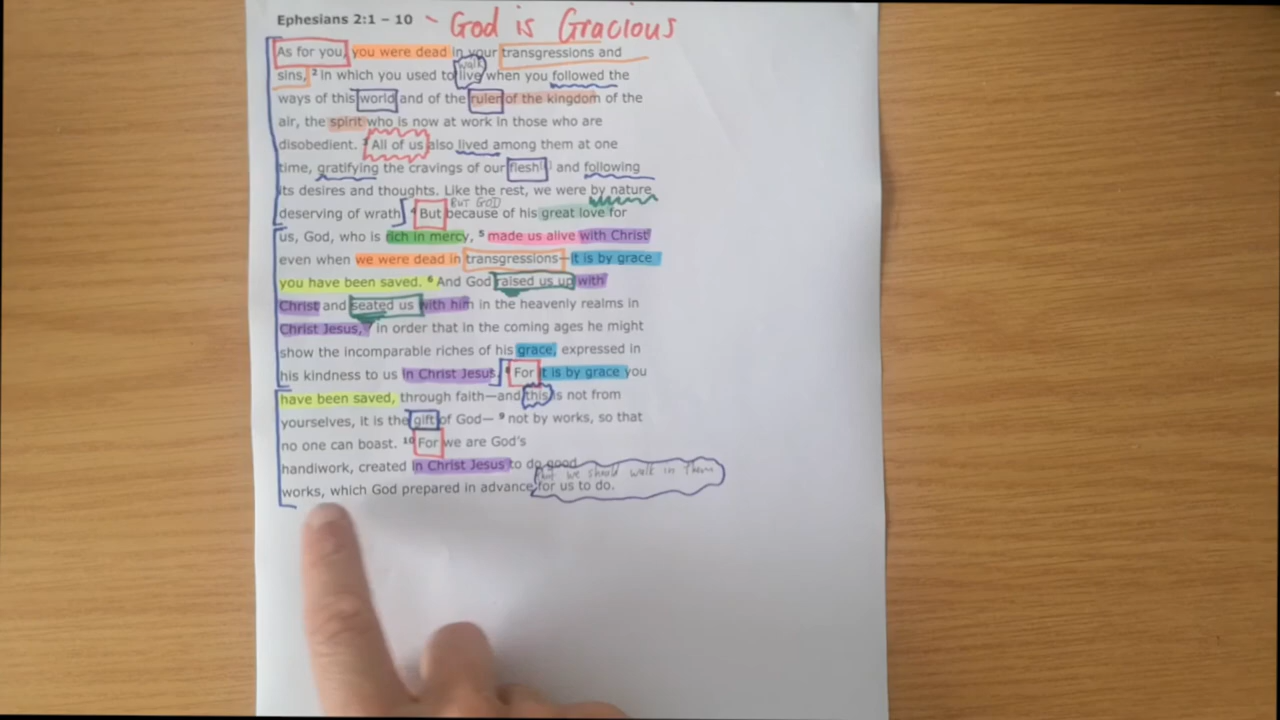 Ephesians 2:1 – 10 ~ God is Gracious
As for you, you were dead in your transgressions and
walk
sins, 2 in which you used to live when you followed the
ways of this world and of the ruler of the kingdom of the
air, the spirit who is now at work in those who are
disobedient. 3 All of us also lived among them at one
time, gratifying the cravings of our flesh and following
its desires and thoughts. Like the rest, we were by nature
BUT GOD
deserving of wrath. 4 But because of his great love for
us, God, who is rich in mercy, 5 made us alive with Christ
even when we were dead in transgressions—it is by grace
you have been saved. 6 And God raised us up with
Christ and seated us with him in the heavenly realms in
Christ Jesus, 7 in order that in the coming ages he might
show the incomparable riches of his grace, expressed in
his kindness to us in Christ Jesus. 8 For it is by grace you
have been saved, through faith—and this is not from
yourselves, it is the gift of God— 9 not by works, so that
no one can boast. 10 For we are God's
handiwork, created in Christ Jesus to do good
that we should walk in them
works, which God prepared in advance for us to do.